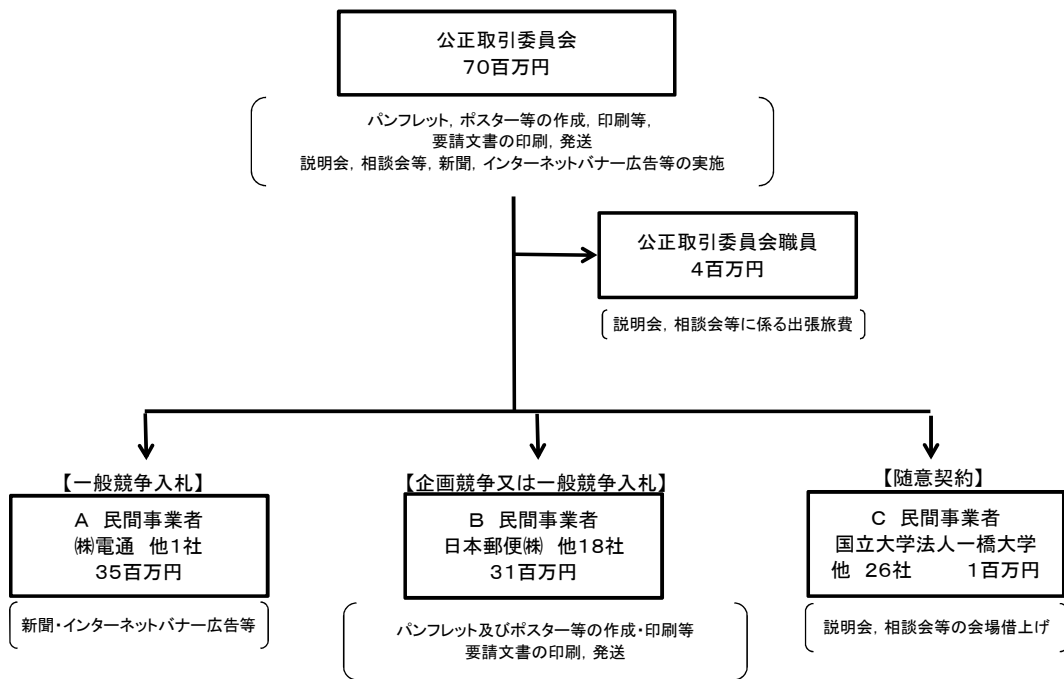 公正取引委員会
70百万円
パンフレット, ポスター等の作成, 印刷等,
要請文書の印刷, 発送
説明会, 相談会等, 新聞, インターネットバナー広告等の実施
公正取引委員会職員
4百万円
説明会, 相談会等に係る出張旅費
【一般競争入札】
A 民間事業者
㈱電通 他1社
35百万円
新聞・インターネットバナー広告等
【企画競争又は一般競争入札】
B 民間事業者
日本郵便㈱ 他18社
31百万円
パンフレット及びポスター等の作成・印刷等
要請文書の印刷, 発送
【随意契約】
C 民間事業者
国立大学法人一橋大学
他 26社 1百万円
説明会, 相談会等の会場借上げ